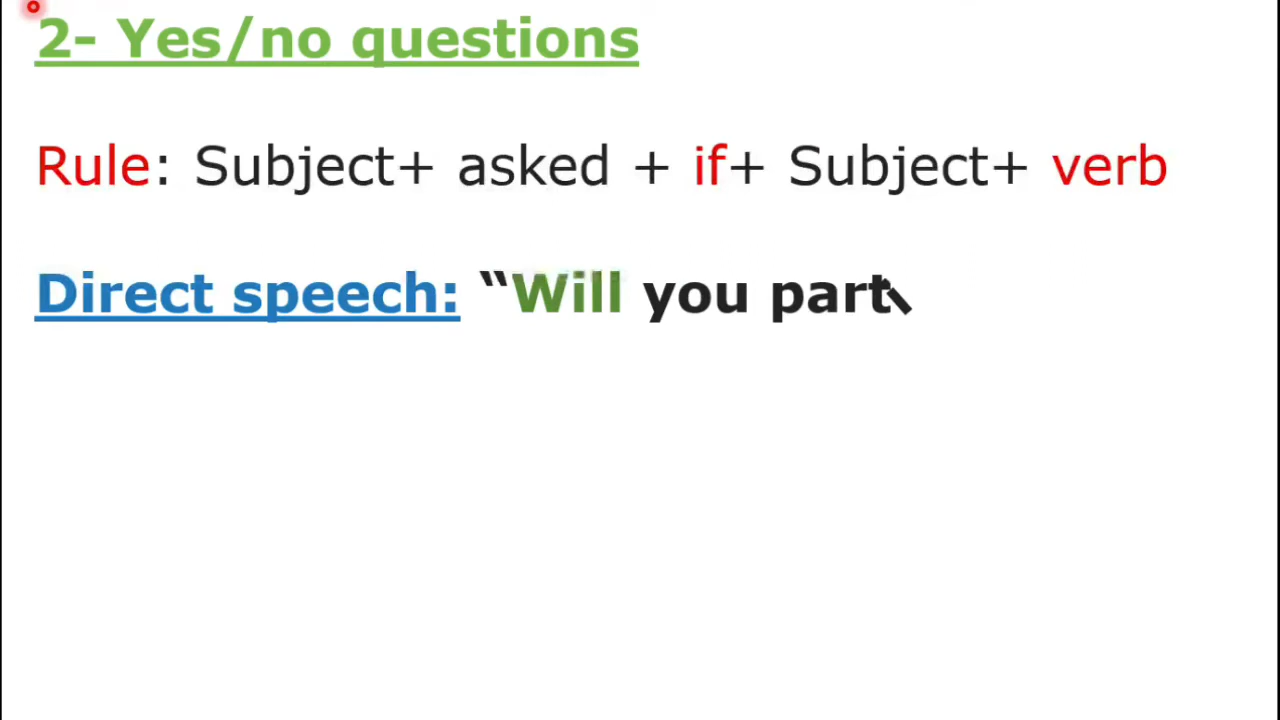 2- Yes/no questions
Rule: Subject+ asked + if+ Subject+ verb
Direct speech: “Will you part